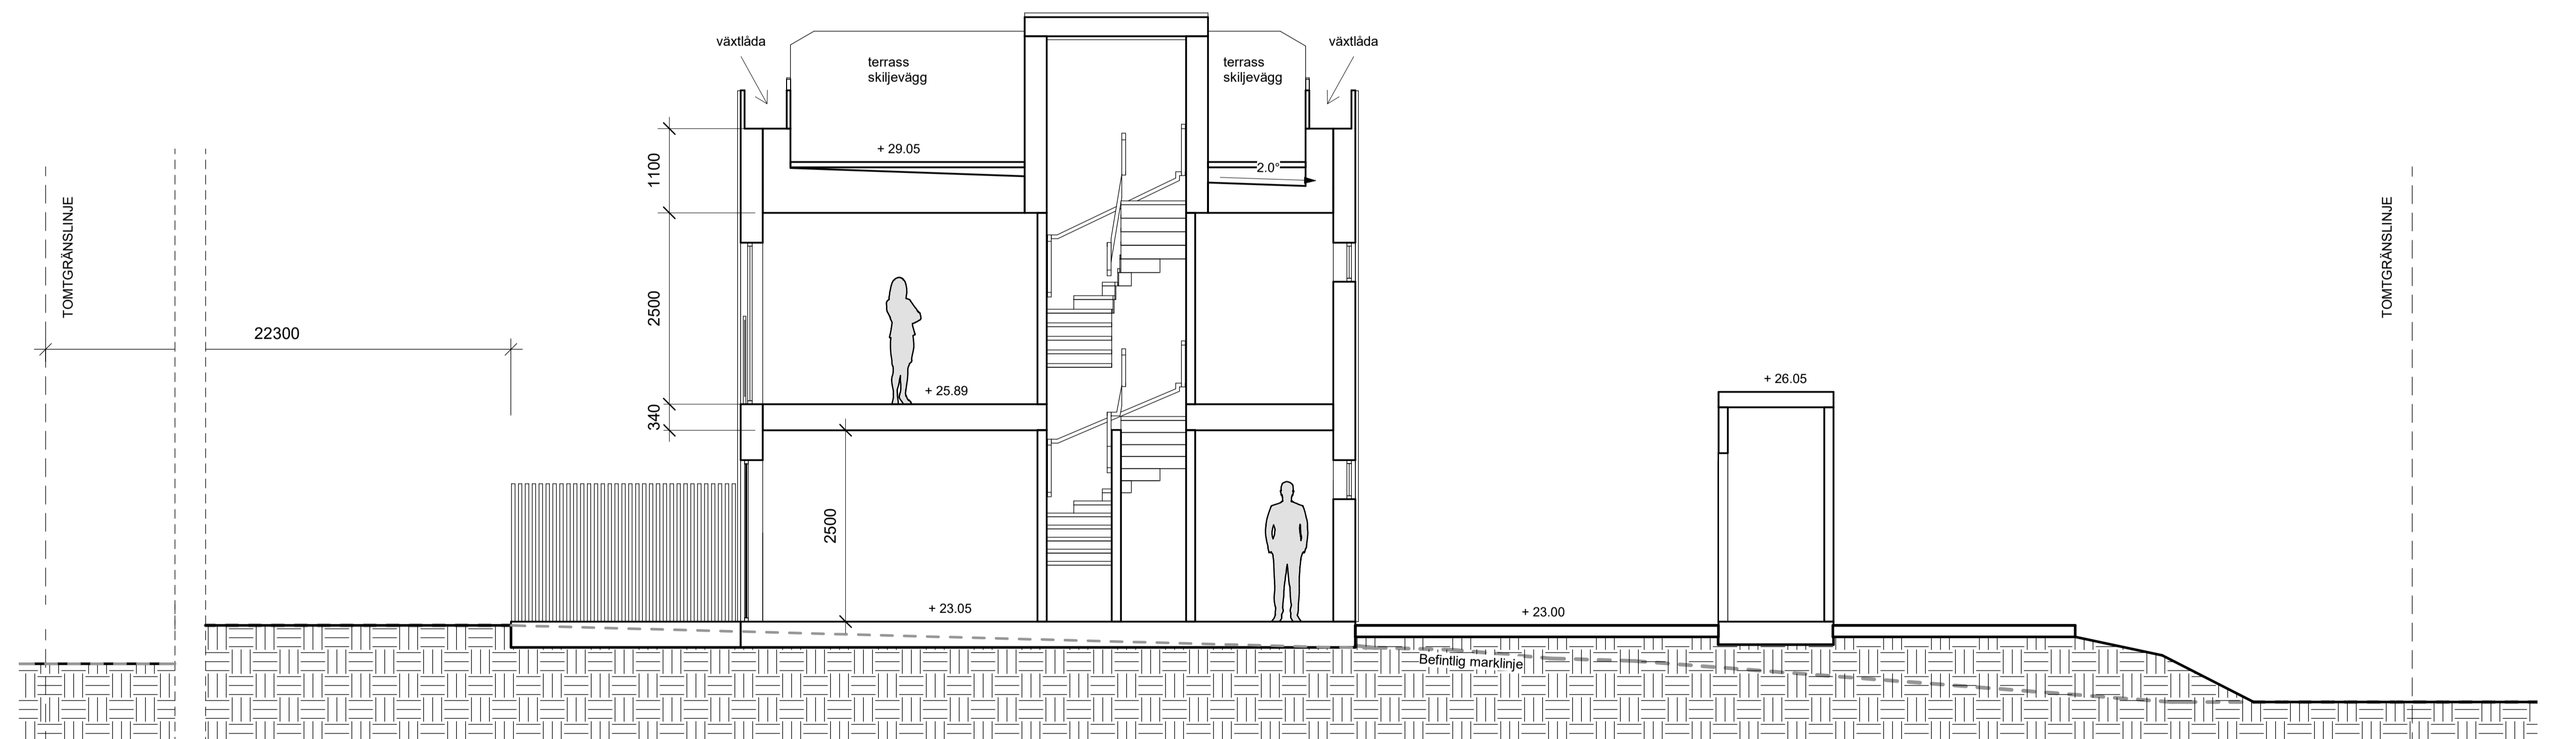 växtlåda
terrass
skiljevägg
terrass
skiljevägg
växtlåda
+ 29.05
2.0°
1100
TOMTGRÄNSLINJE
TOMTGRÄNSLINJE
22300
2500
+ 25.89
340
+ 26.05
2500
+ 23.05
+ 23.00
Befintlig marklinje